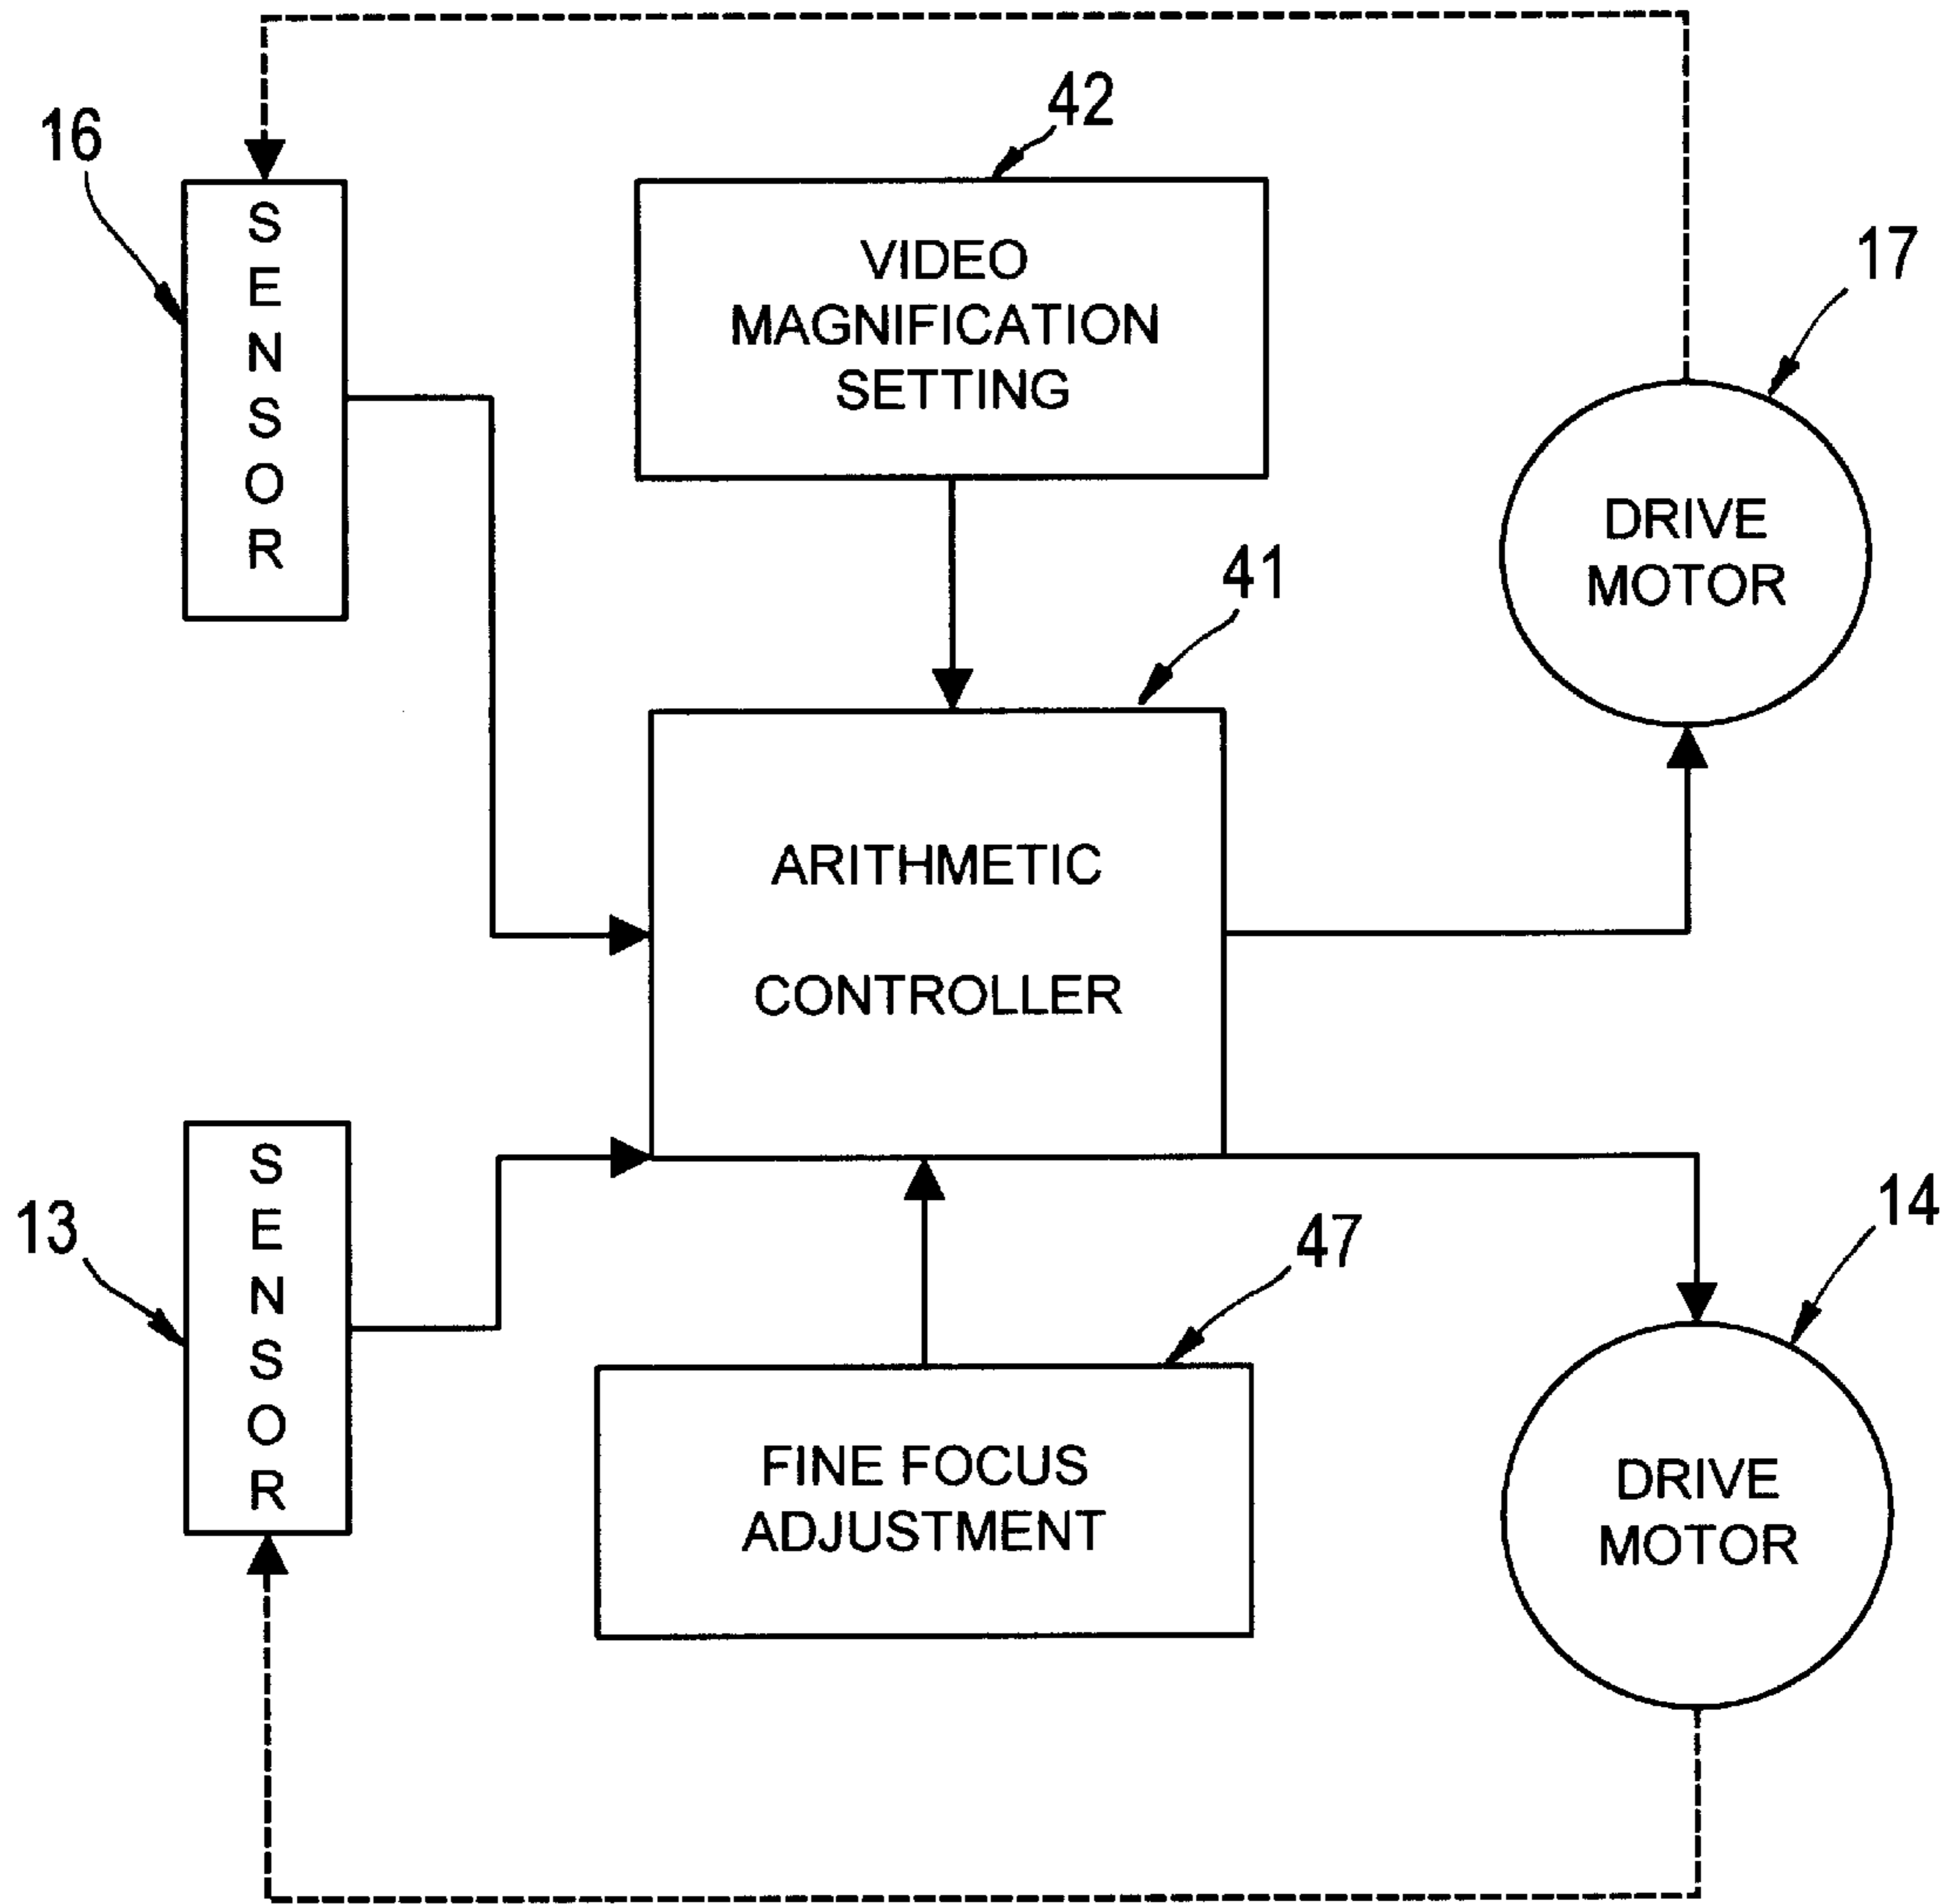 42
16
S
E
N
S
O
R
VIDEO
MAGNIFICATION
SETTING
17
DRIVE
MOTOR
41
ARITHMETIC
CONTROLLER
13
S
E
N
S
O
R
47
14
FINE FOCUS
ADJUSTMENT
DRIVE
MOTOR